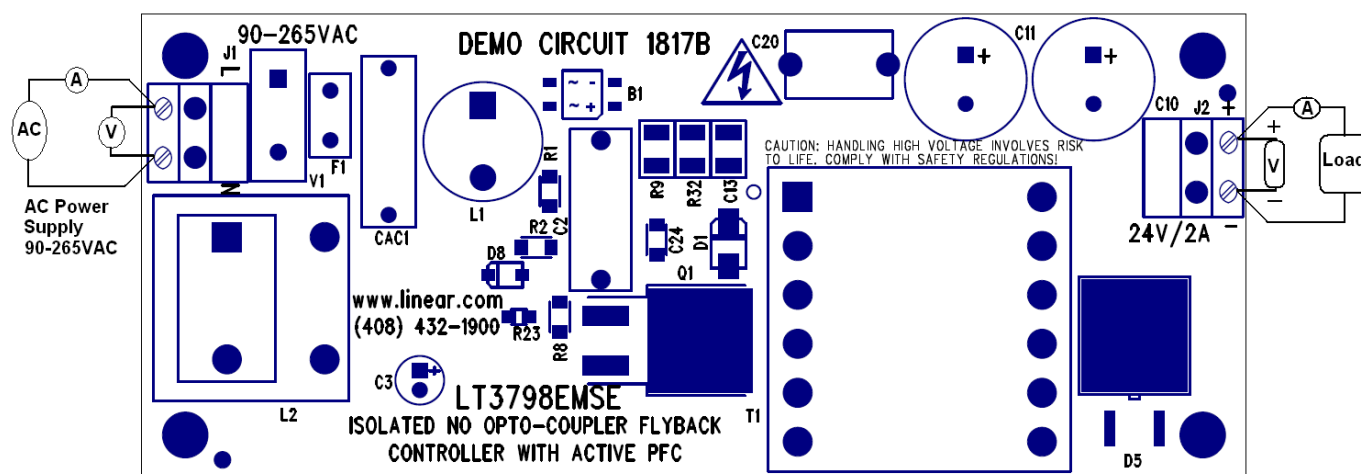 90-265VAC
DEMO CIRCUIT 1817B
J1
L
N
C20
C11
+
+
A
AC
V
AC Power
Supply
90-265VAC
V1
F1
CAC1
L1
~ -
~ +
B1
R1
C2
R2
D8
R9
R32
C13
CAUTION: HANDLING HIGH VOLTAGE INVOLVES RISK
TO LIFE. COMPLY WITH SAFETY REGULATIONS!
C10
J2
+
-
A
+
V
-
Load
24V/2A
C24
D1
Q1
www.linear.com
(408) 432-1900
R23
R8
C3
+
L2
LT3798EMSE
ISOLATED NO OPTO-COUPLER FLYBACK
CONTROLLER WITH ACTIVE PFC
T1
D5